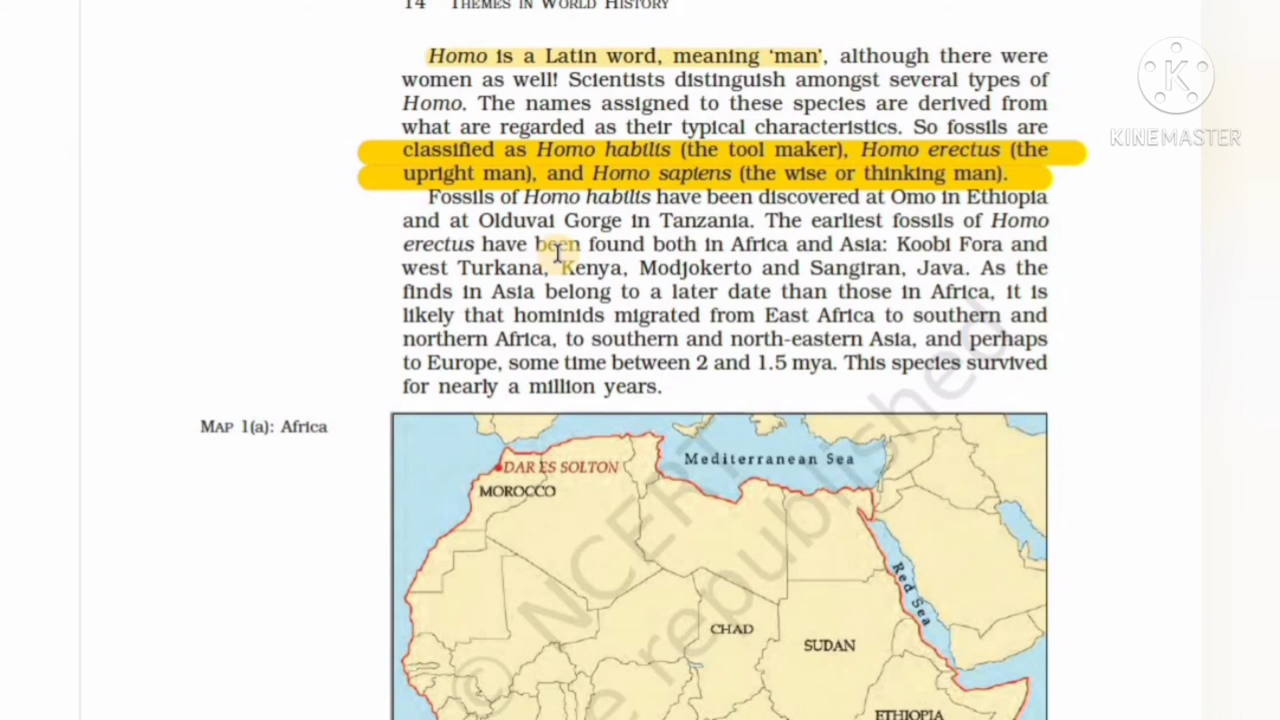 14 THEMES IN WORLD HISTORY
Homo is a Latin word, meaning ‘man’, although there were
women as well! Scientists distinguish amongst several types of
Homo. The names assigned to these species are derived from
what are regarded as their typical characteristics. So fossils are
classified as Homo habilis (the tool maker), Homo erectus (the
upright man), and Homo sapiens (the wise or thinking man).
Fossils of Homo habilis have been discovered at Omo in Ethiopia
and at Olduvai Gorge in Tanzania. The earliest fossils of Homo
erectus have been found both in Africa and Asia: Koobi Fora and
west Turkana, Kenya, Modjokerto and Sangiran, Java. As the
finds in Asia belong to a later date than those in Africa, it is
likely that hominids migrated from East Africa to southern and
northern Africa, to southern and north-eastern Asia, and perhaps
to Europe, some time between 2 and 1.5 mya. This species survived
for nearly a million years.
MAP 1(a): Africa
Mediterranean Sea
DAR ES SOLTON
MOROCCO
Red Sea
CHAD
SUDAN
ETHIOPIA
© NCERT
be republished
K
KINEMASTER